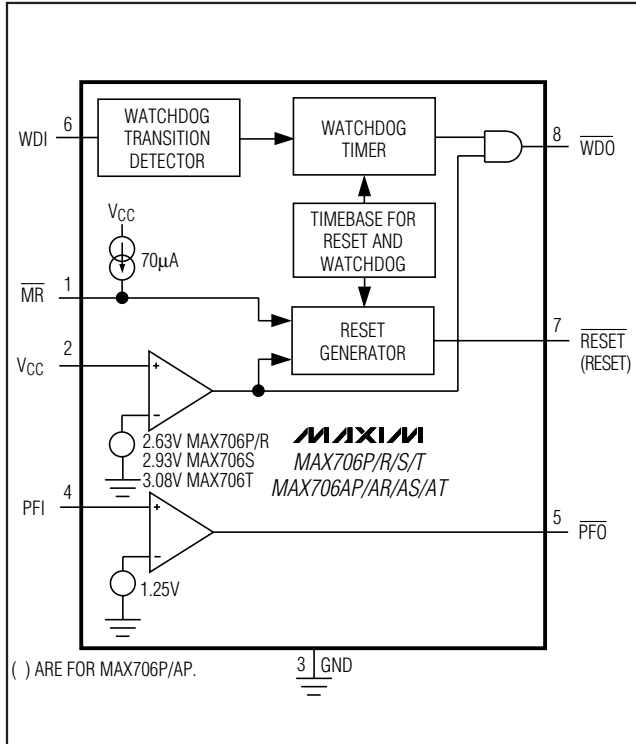 WATCHDOG
TRANSITION
DETECTOR
WATCHDOG
TIMER
6
WDI
8
WDO
TIMEBASE FOR
RESET AND
WATCHDOG
VCC
70µA
1
MR
RESET
GENERATOR
7
RESET
(RESET)
2
VCC
+
−
2.63V MAX706P/R
2.93V MAX706S
3.08V MAX706T
MAXIM
MAX706P/R/S/T
MAX706AP/AR/AS/AT
4
PFI
+
−
5
PFO
1.25V
3 GND
( ) ARE FOR MAX706P/AP.